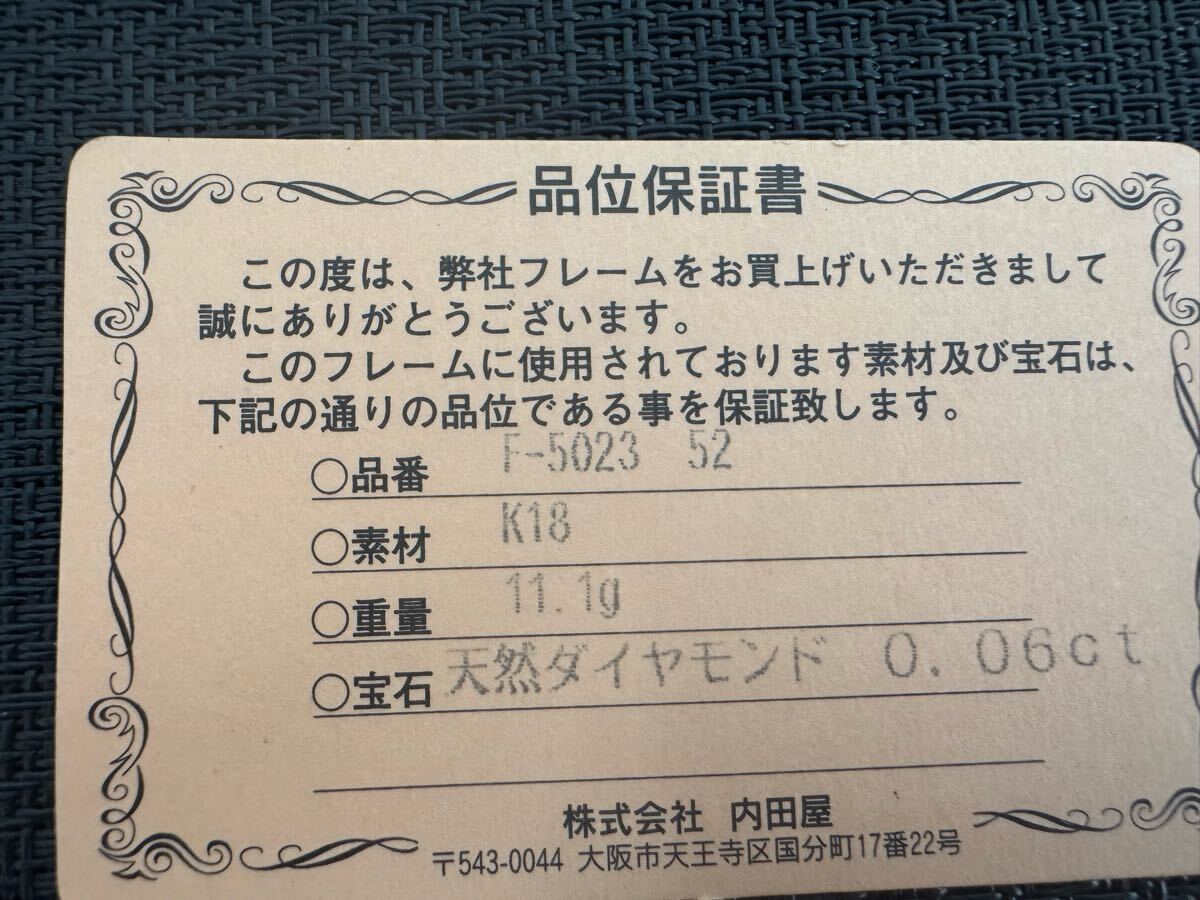 品位保証書
この度は、弊社フレームをお買上げいただきまして
誠にありがとうございます。
このフレームに使用されております素材及び宝石は、
下記の通りの品位である事を保証致します。
○品番 F-5023 52
○素材 K18
○重量 11.1g
○宝石 天然ダイヤモンド 0.06ct
株式会社 内田屋
〒543-0044 大阪市天王寺区国分町17番22号